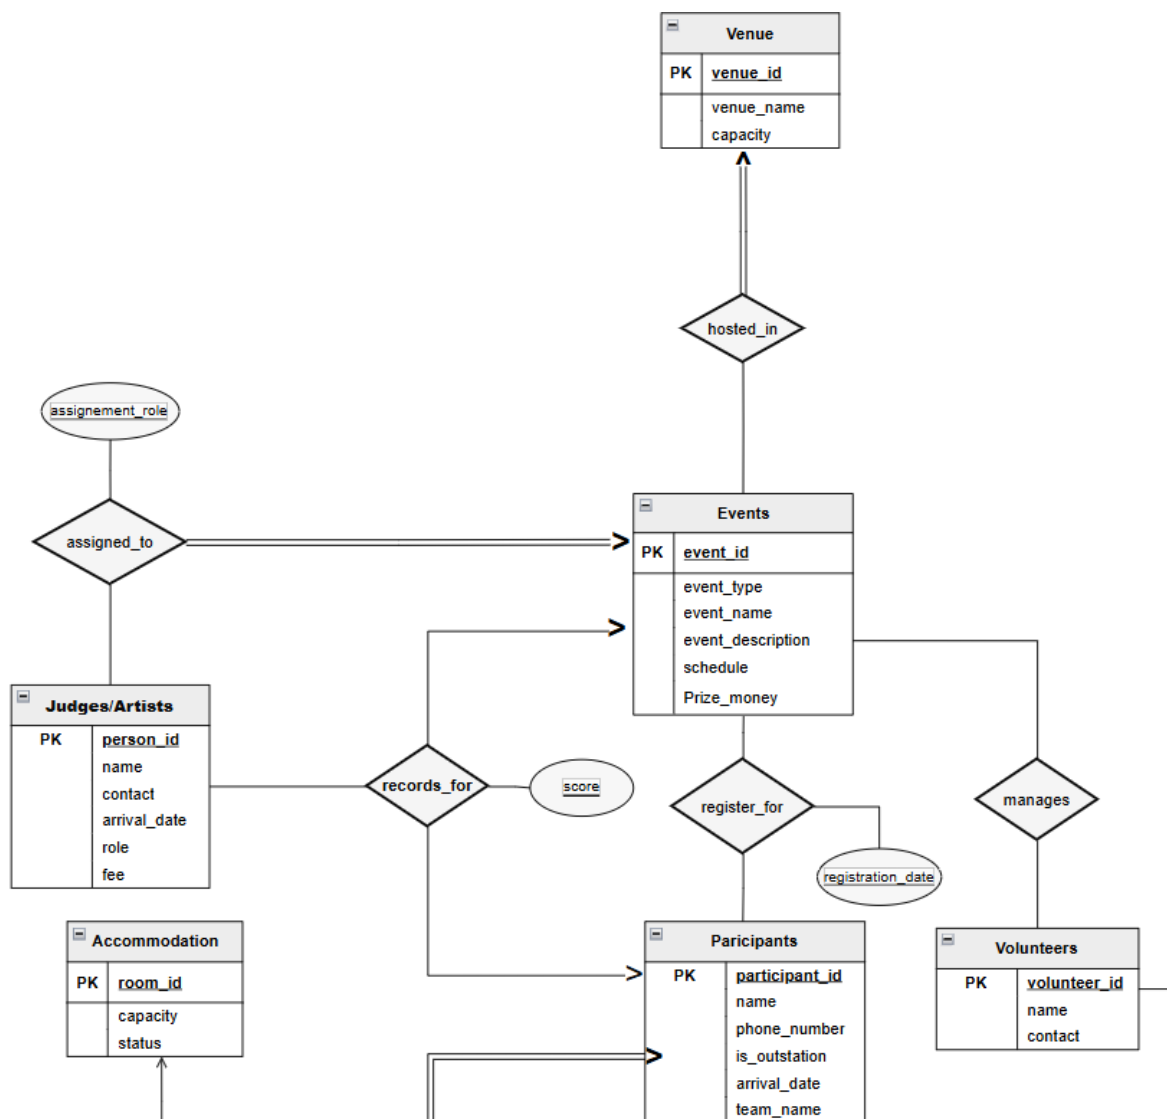 Venue
PK venue_id
venue_name
capacity
hosted_in
assignement_role
assigned_to
Events
PK event_id
event_type
event_name
event_description
schedule
Prize_money
Judges/Artists
PK person_id
name
contact
arrival_date
role
fee
records_for
score
register_for
registration_date
manages
Accommodation
PK room_id
capacity
status
Paricipants
PK participant_id
name
phone_number
is_outstation
arrival_date
team_name
Volunteers
PK volunteer_id
name
contact